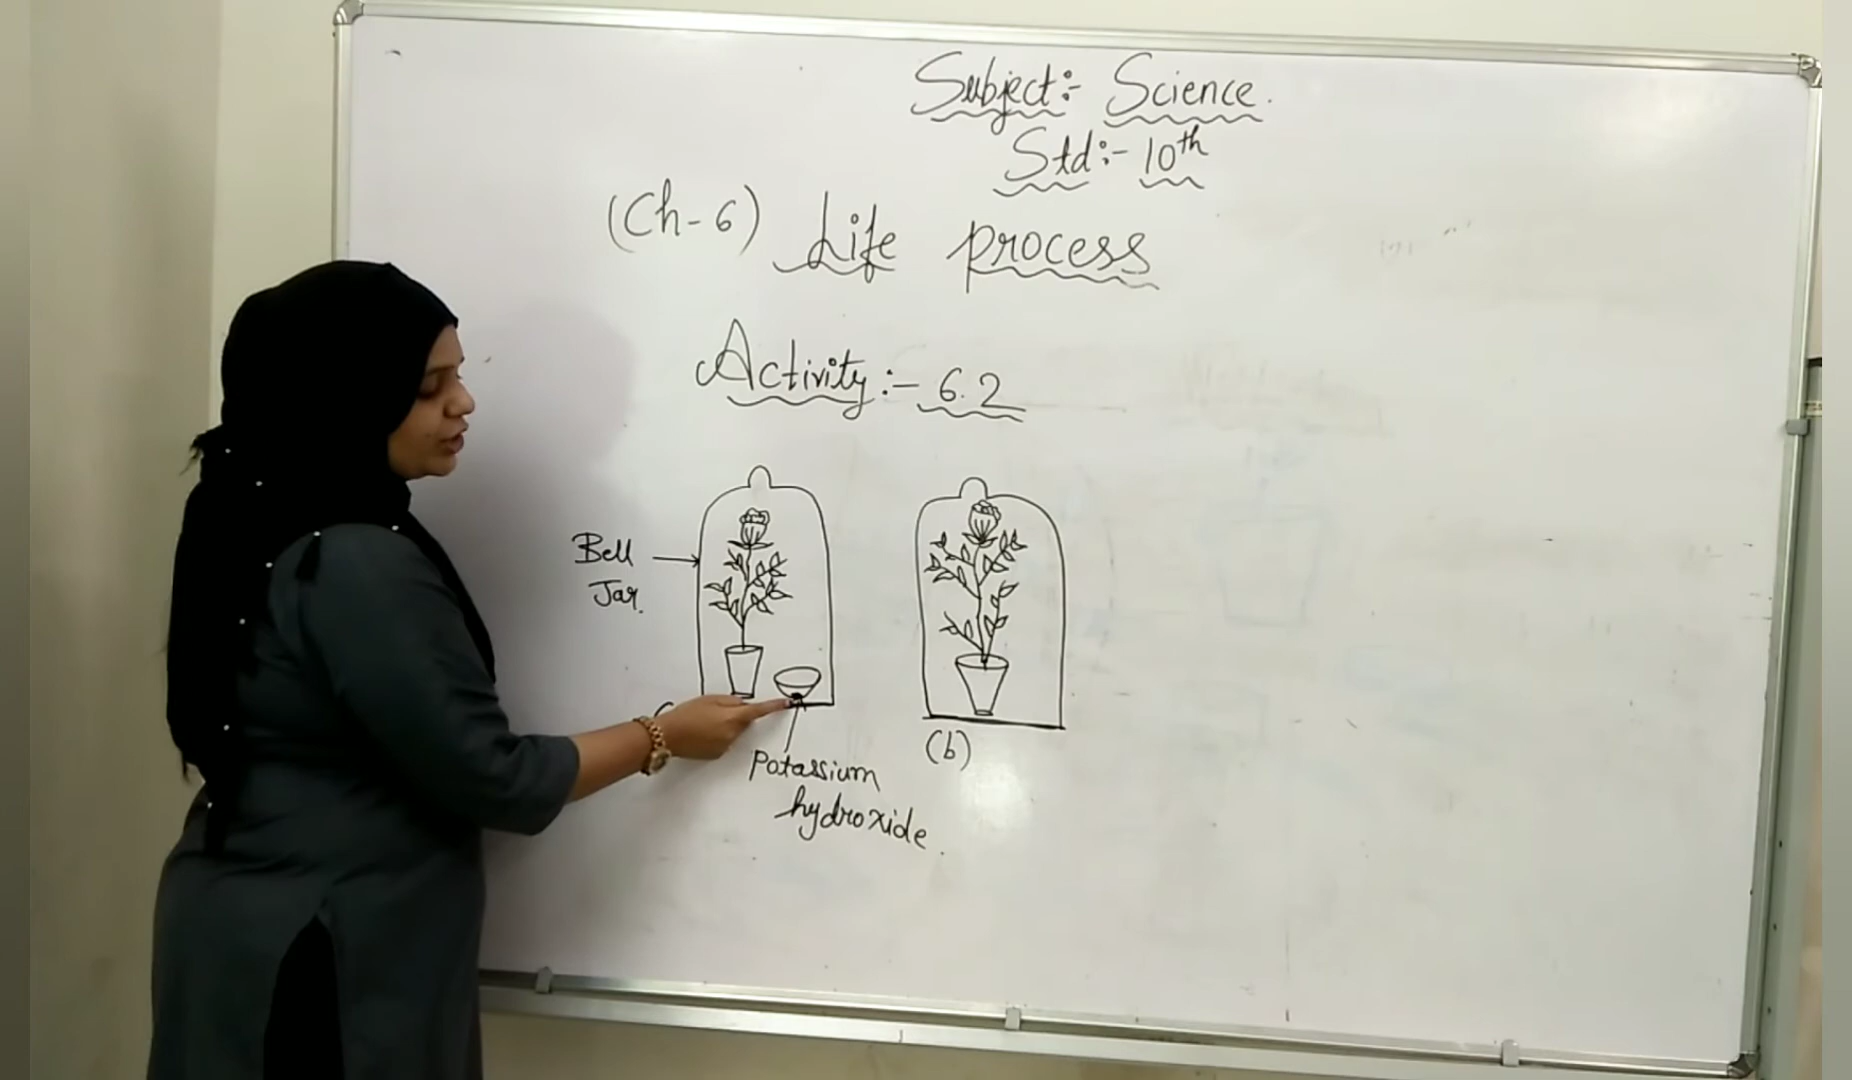 Subject:- Science.
Std:- 10th
(Ch-6) Life process
Activity:- 6.2
Bell
Jar.
(b)
Potassium
hydroxide.